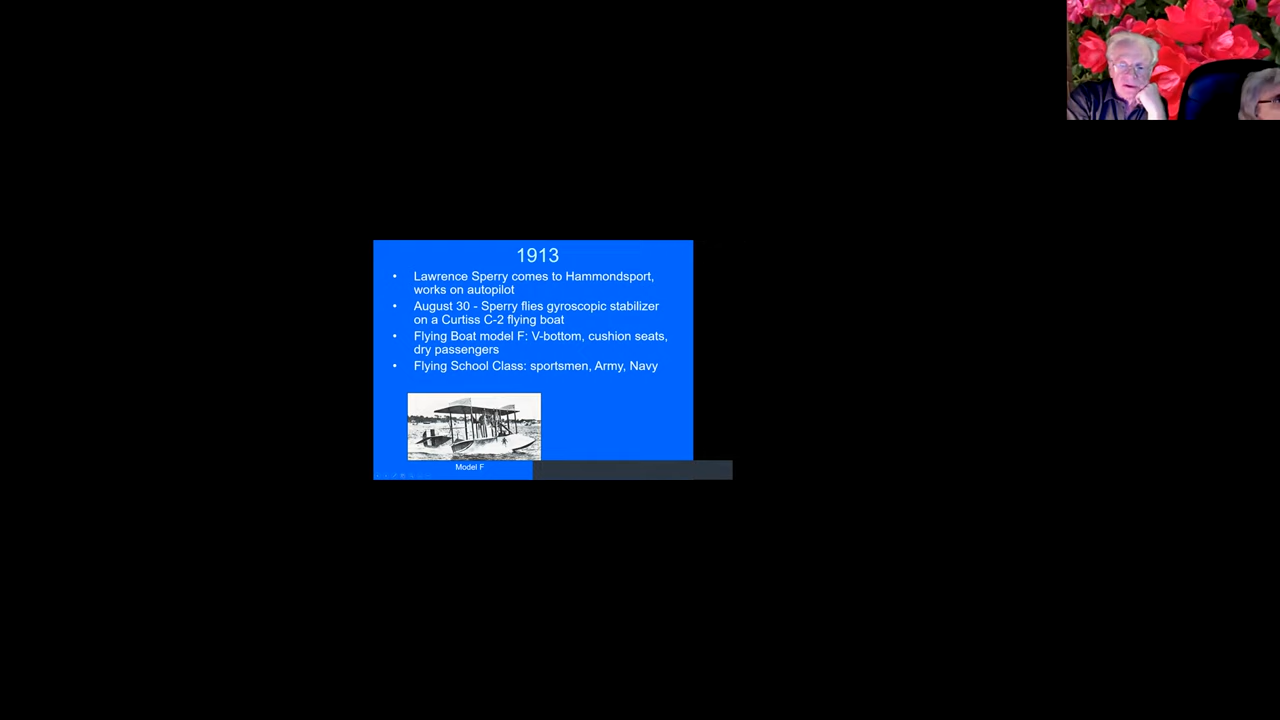 1913
• Lawrence Sperry comes to Hammondsport,
works on autopilot
• August 30 - Sperry flies gyroscopic stabilizer
on a Curtiss C-2 flying boat
• Flying Boat model F: V-bottom, cushion seats,
dry passengers
• Flying School Class: sportsmen, Army, Navy
Model F